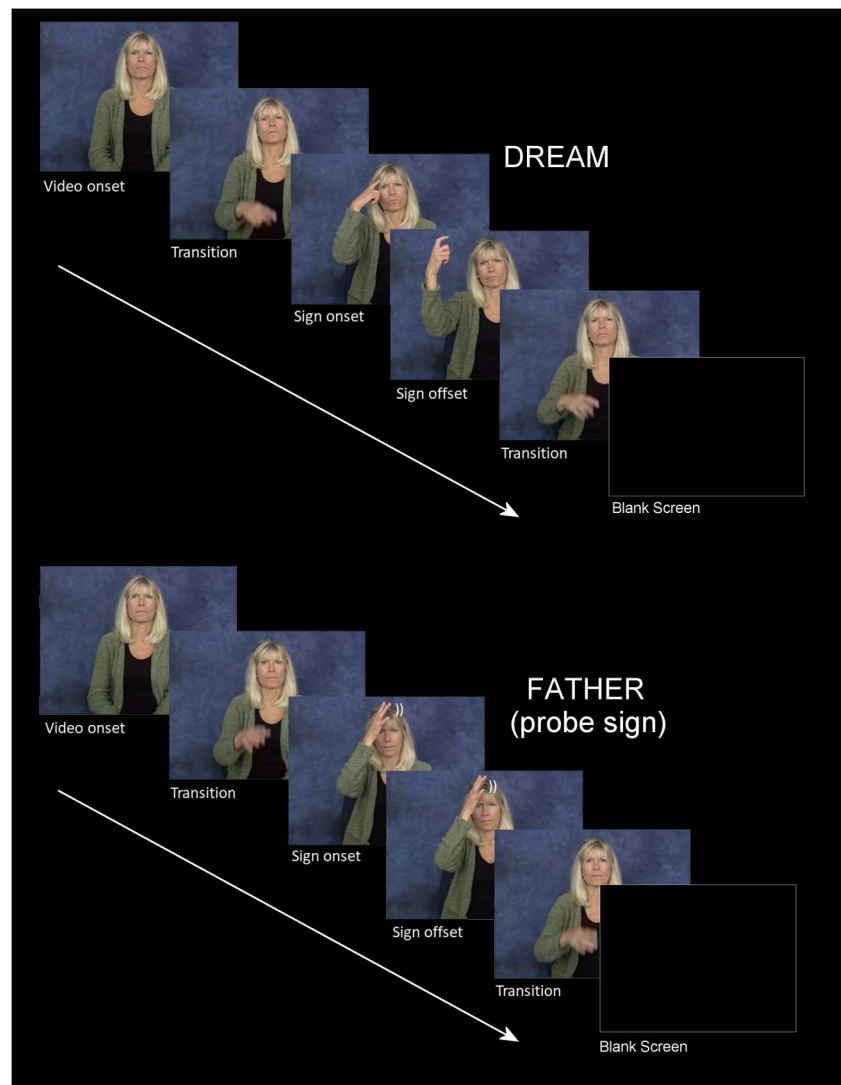 DREAM
Video onset
Transition
Sign onset
Sign offset
Transition
Blank Screen
FATHER
(probe sign)
))
Video onset
Transition
))
Sign onset
Sign offset
Transition
Blank Screen